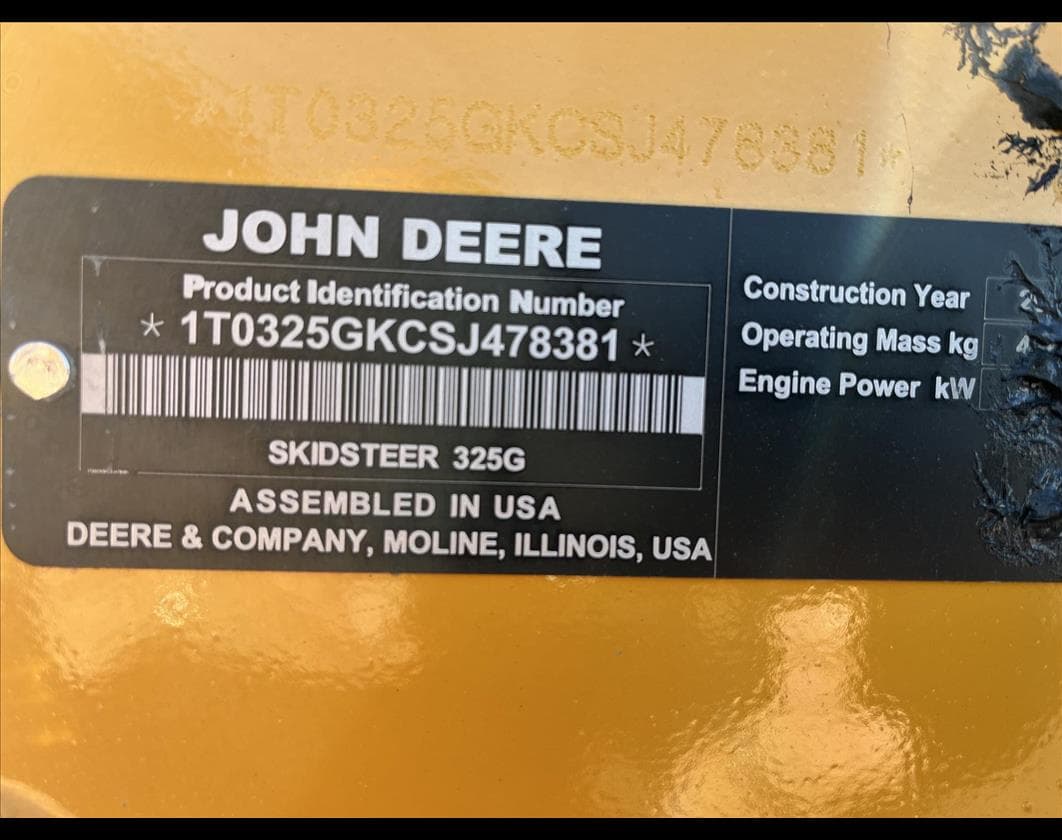 1T0325GKCSJ478381*
JOHN DEERE
Product Identification Number
* 1T0325GKCSJ478381 *
SKIDSTEER 325G
ASSEMBLED IN USA
DEERE & COMPANY, MOLINE, ILLINOIS, USA
Construction Year
Operating Mass kg
Engine Power kW